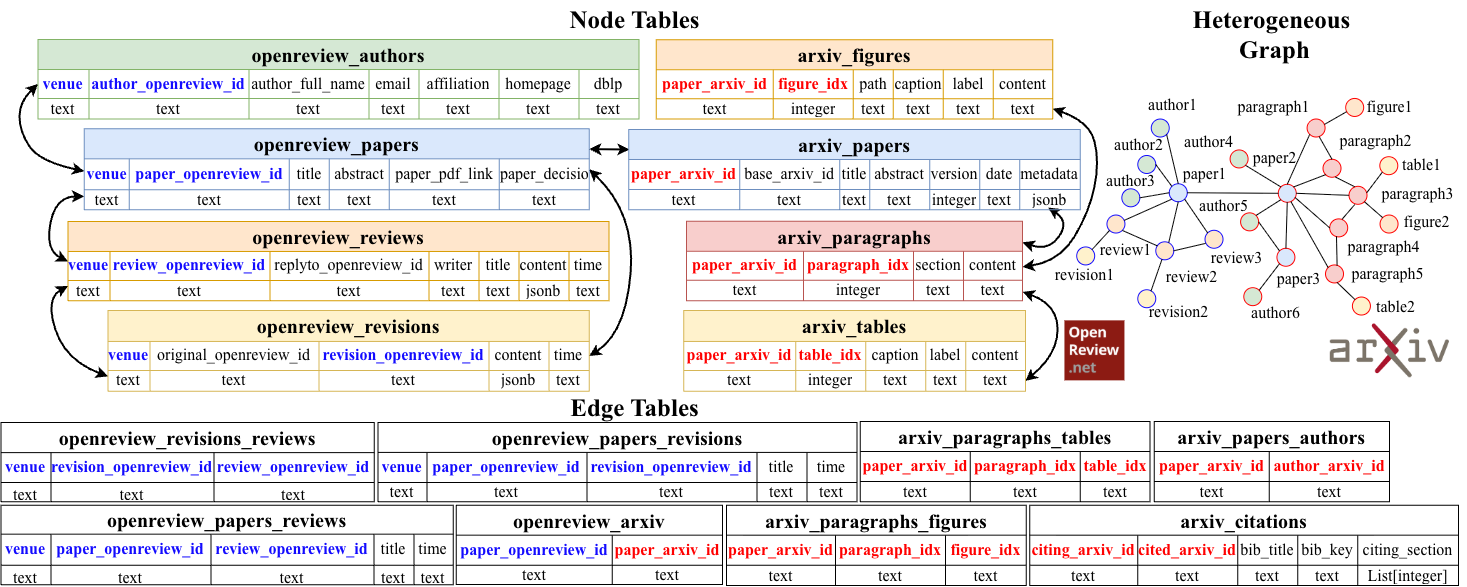 Node Tables
Heterogeneous
Graph
openreview_authors
venue author_openreview_id author_full_name email affiliation homepage dblp
text text text text text text text
arxiv_figures
paper_arxiv_id figure_idx path caption label content
text integer text text text text
openreview_papers
venue paper_openreview_id title abstract paper_pdf_link paper_decisio
text text text text text text
arxiv_papers
paper_arxiv_id base_arxiv_id title abstract version date metadata
text text text text integer text jsonb
openreview_reviews
venue review_openreview_id replyto_openreview_id writer title content time
text text text text text jsonb text
arxiv_paragraphs
paper_arxiv_id paragraph_idx section content
text integer text text
openreview_revisions
venue original_openreview_id revision_openreview_id content time
text text text jsonb text
arxiv_tables
paper_arxiv_id table_idx caption label content
text integer text text text
author1
paragraph1
figure1
author2
author4
paragraph2
paper2
table1
author3
paper1
paragraph3
author5
figure2
review1
review3
paragraph4
revision1
review2
paper3
paragraph5
revision2
author6
table2
Open
Review
.net
arXiv
Edge Tables
openreview_revisions_reviews
venue revision_openreview_id review_openreview_id
text text text
openreview_papers_revisions
venue paper_openreview_id revision_openreview_id title time
text text text text text
arxiv_paragraphs_tables
paper_arxiv_id paragraph_idx table_idx
text text text
arxiv_papers_authors
paper_arxiv_id author_arxiv_id
text text
openreview_papers_reviews
venue paper_openreview_id review_openreview_id title time
text text text text text
openreview_arxiv
paper_openreview_id paper_arxiv_id
text text
arxiv_paragraphs_figures
paper_arxiv_id paragraph_idx figure_idx
text text text
arxiv_citations
citing_arxiv_id cited_arxiv_id bib_title bib_key citing_section
text text text text List[integer]